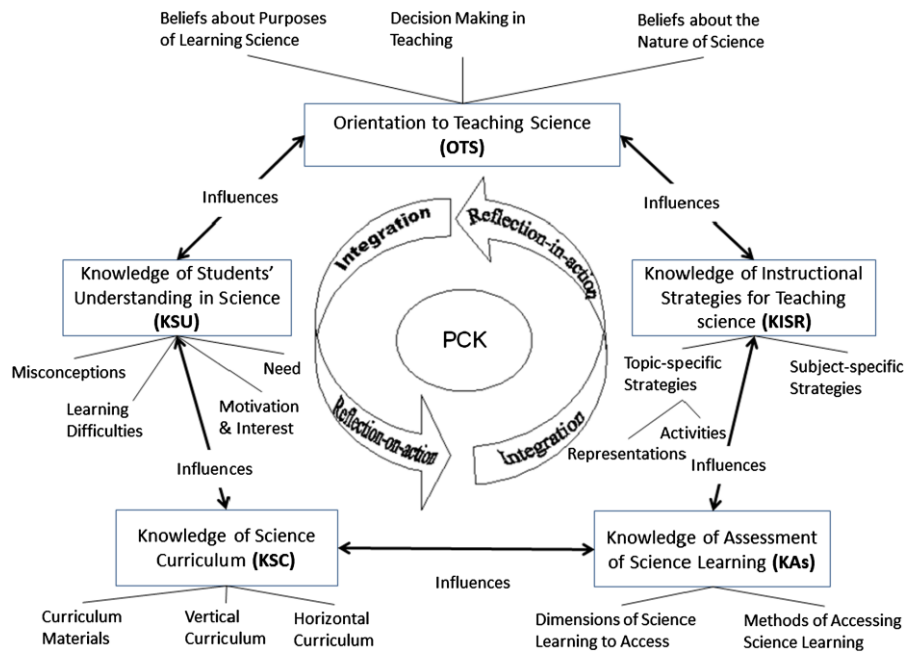 Beliefs about Purposes
of Learning Science
Decision Making in
Teaching
Beliefs about the
Nature of Science
Orientation to Teaching Science
(OTS)
Influences
Influences
Integration
Reflection-in-action
Knowledge of Students'
Understanding in Science
(KSU)
PCK
Knowledge of Instructional
Strategies for Teaching
science (KISR)
Misconceptions
Learning
Difficulties
Motivation
& Interest
Need
Topic-specific
Strategies
Subject-specific
Strategies
Representations
Activities
Reflection-on-action
Integration
Influences
Influences
Knowledge of Science
Curriculum (KSC)
Influences
Knowledge of Assessment
of Science Learning (KAs)
Curriculum
Materials
Vertical
Curriculum
Horizontal
Curriculum
Dimensions of Science
Learning to Access
Methods of Accessing
Science Learning